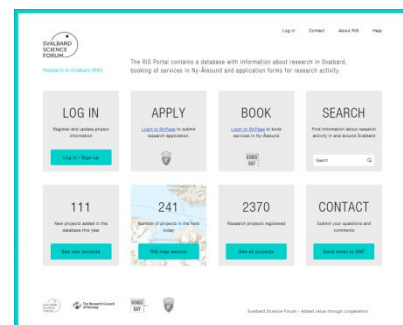 Log in Contact About RIS Help
SVALBARD
SCIENCE
FORUM
Research in Svalbard (RIS)
The RIS Portal contains a database with information about research in Svalbard,
booking of services in Ny-Ålesund and application forms for research activity.
LOG IN
Register and update project
information
Log in / Sign up
APPLY
Login to MyPage to submit
research application.
BOOK
Login to MyPage to book
services in Ny-Ålesund
KINGS
BAY
SEARCH
Find information about research
activity in and around Svalbard
Search
111
New projects added in the
database this year
See new projects
241
Number of projects in the field
today
RIS map service
2370
Research projects registered
See all projects
CONTACT
Submit your questions and
comments
Send email to SSF
The Research Council
of Norway
KINGS
BAY
Svalbard Science Forum - Added value through cooperation